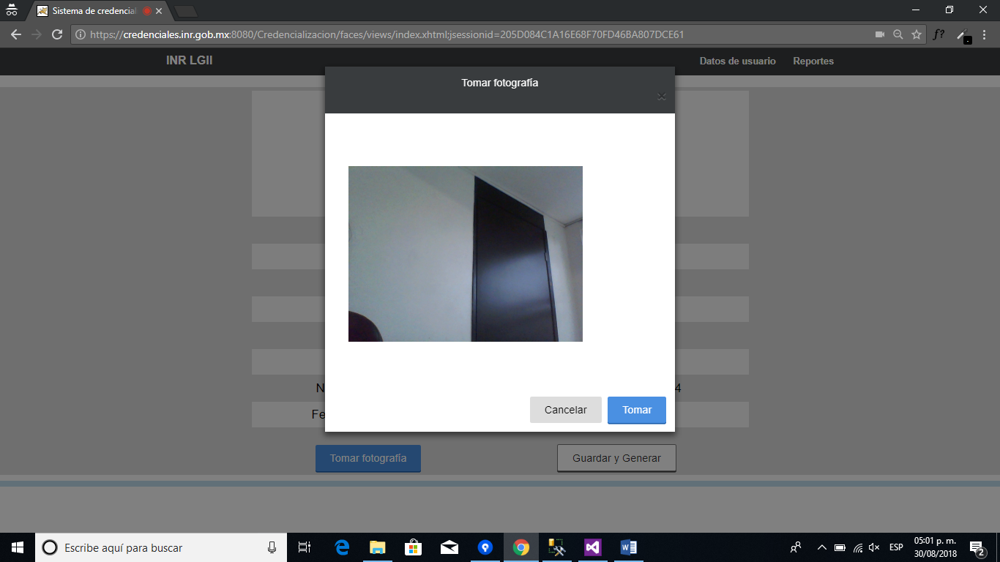 Sistema de credencial
https://credenciales.inr.gob.mx:8080/Credencializacion/faces/views/index.xhtml;jsessionid=205D084C1A16E68F70FD46BA807DCE61
f?
INR LGII
Datos de usuario Reportes
Tomar fotografía
N
4
Fe
Cancelar Tomar
Tomar fotografía Guardar y Generar
Escribe aquí para buscar
ESP
05:01 p. m.
30/08/2018
2